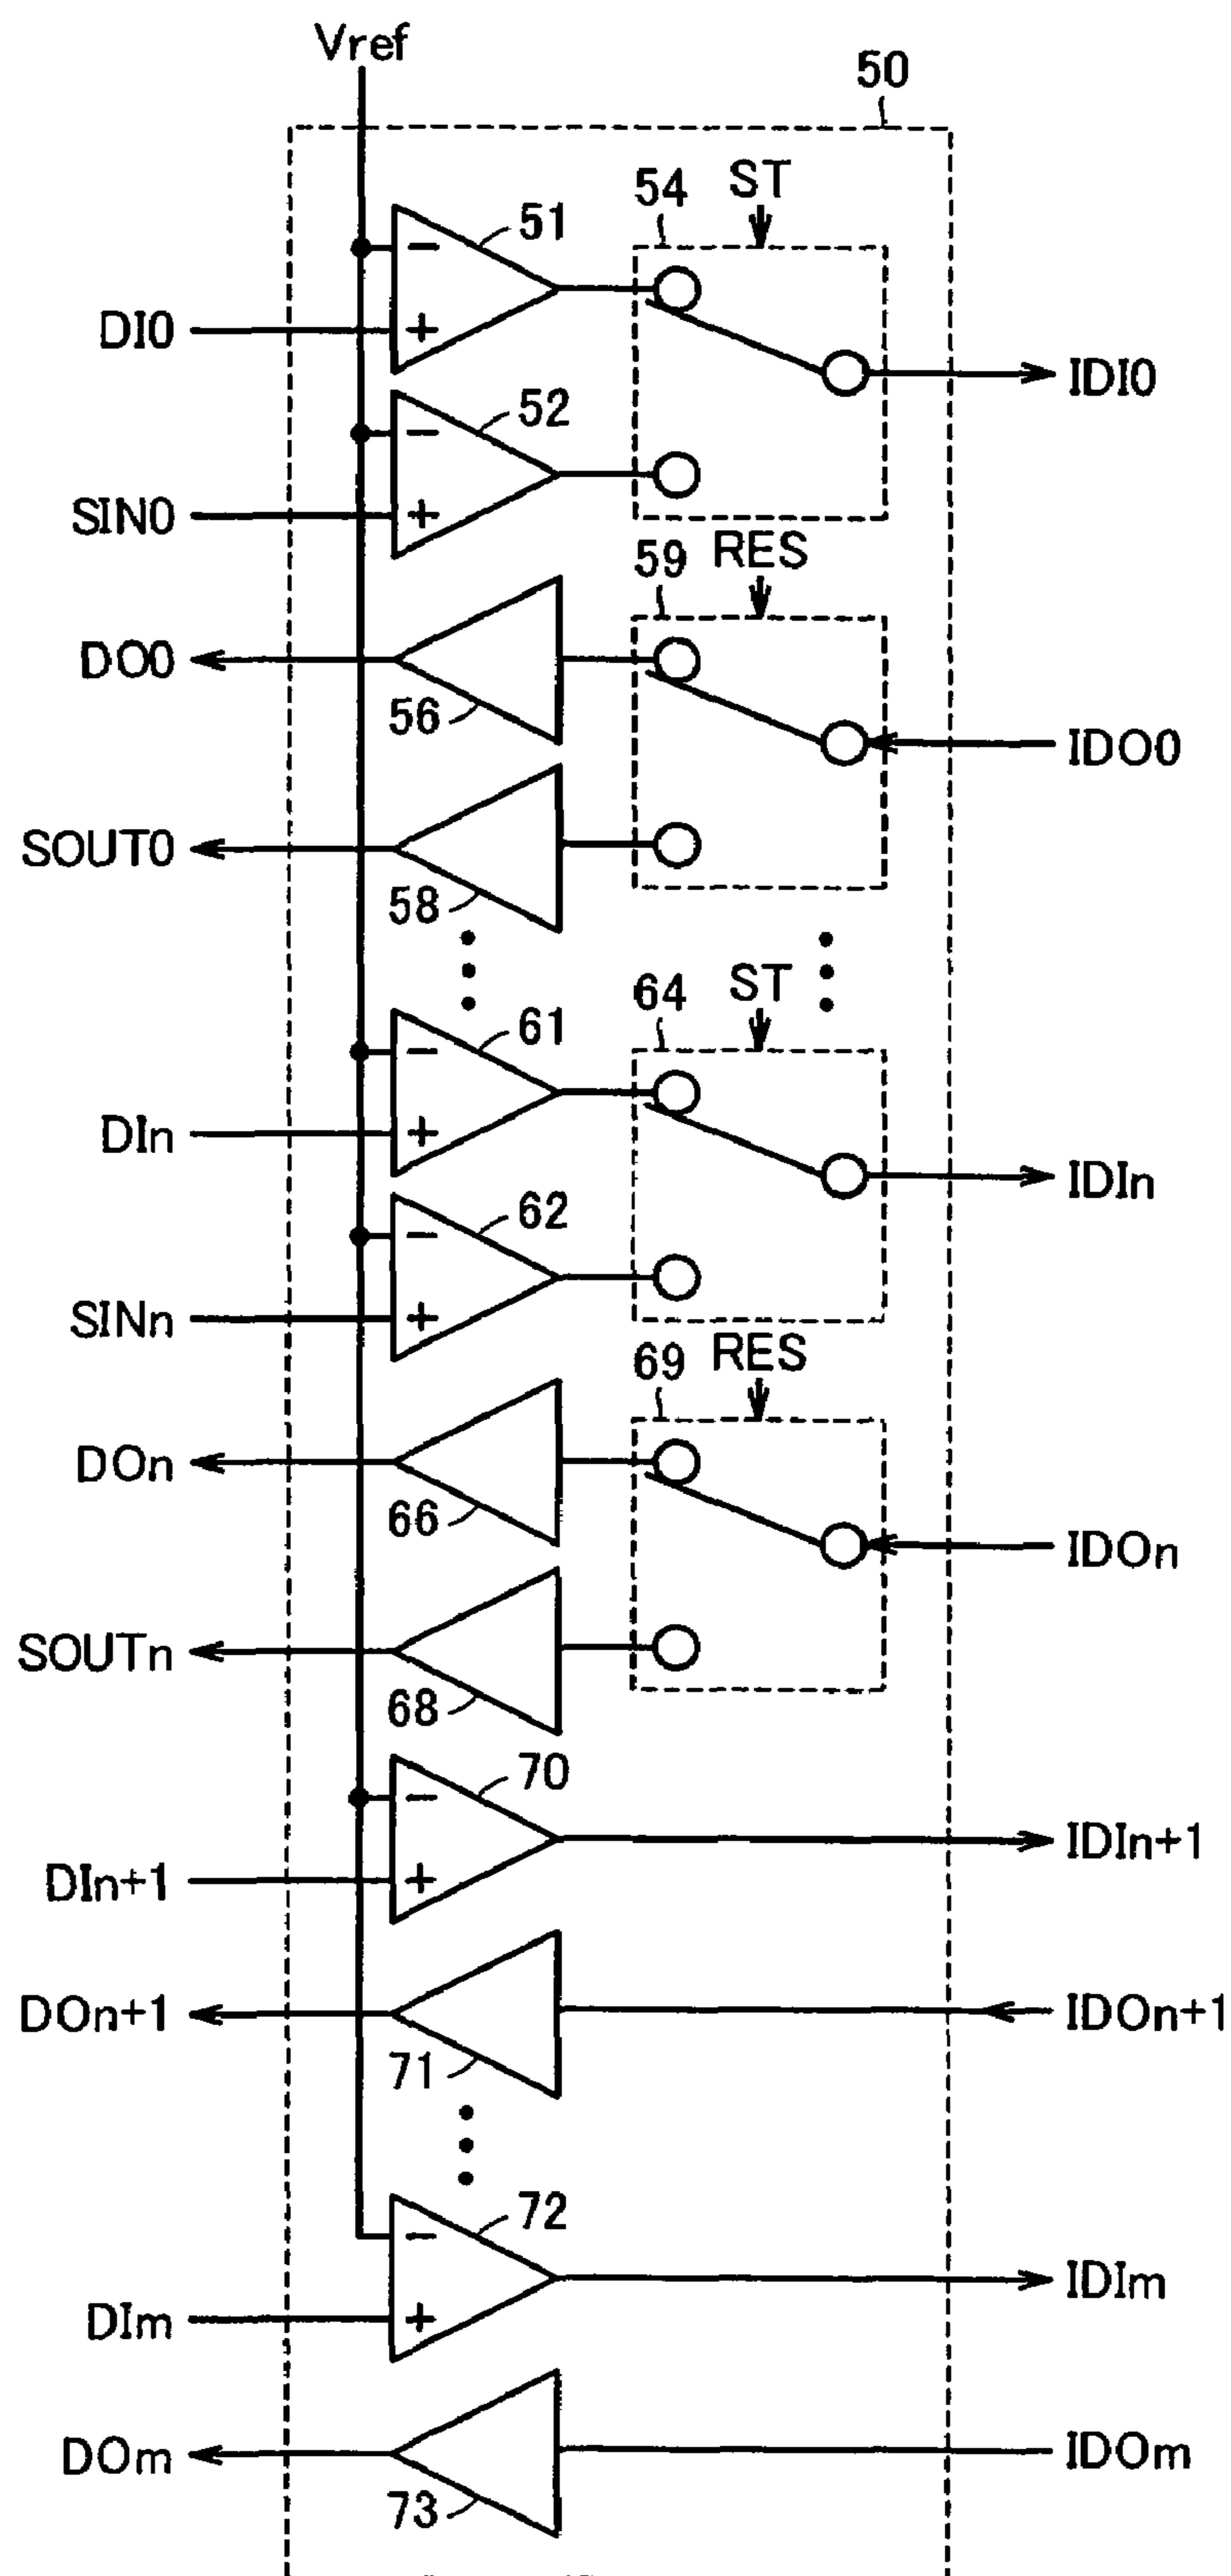 Vref
50
51
54
ST
−
+
DI0
IDI0
52
−
+
SIN0
59
RES
DO0
56
IDO0
SOUT0
58
61
64
ST
−
+
DIn
IDIn
62
−
+
SINn
69
RES
DOn
66
IDOn
SOUTn
68
70
−
+
IDIn+1
DIn+1
DOn+1
71
IDOn+1
72
−
+
IDIm
DIm
DOm
73
IDOm